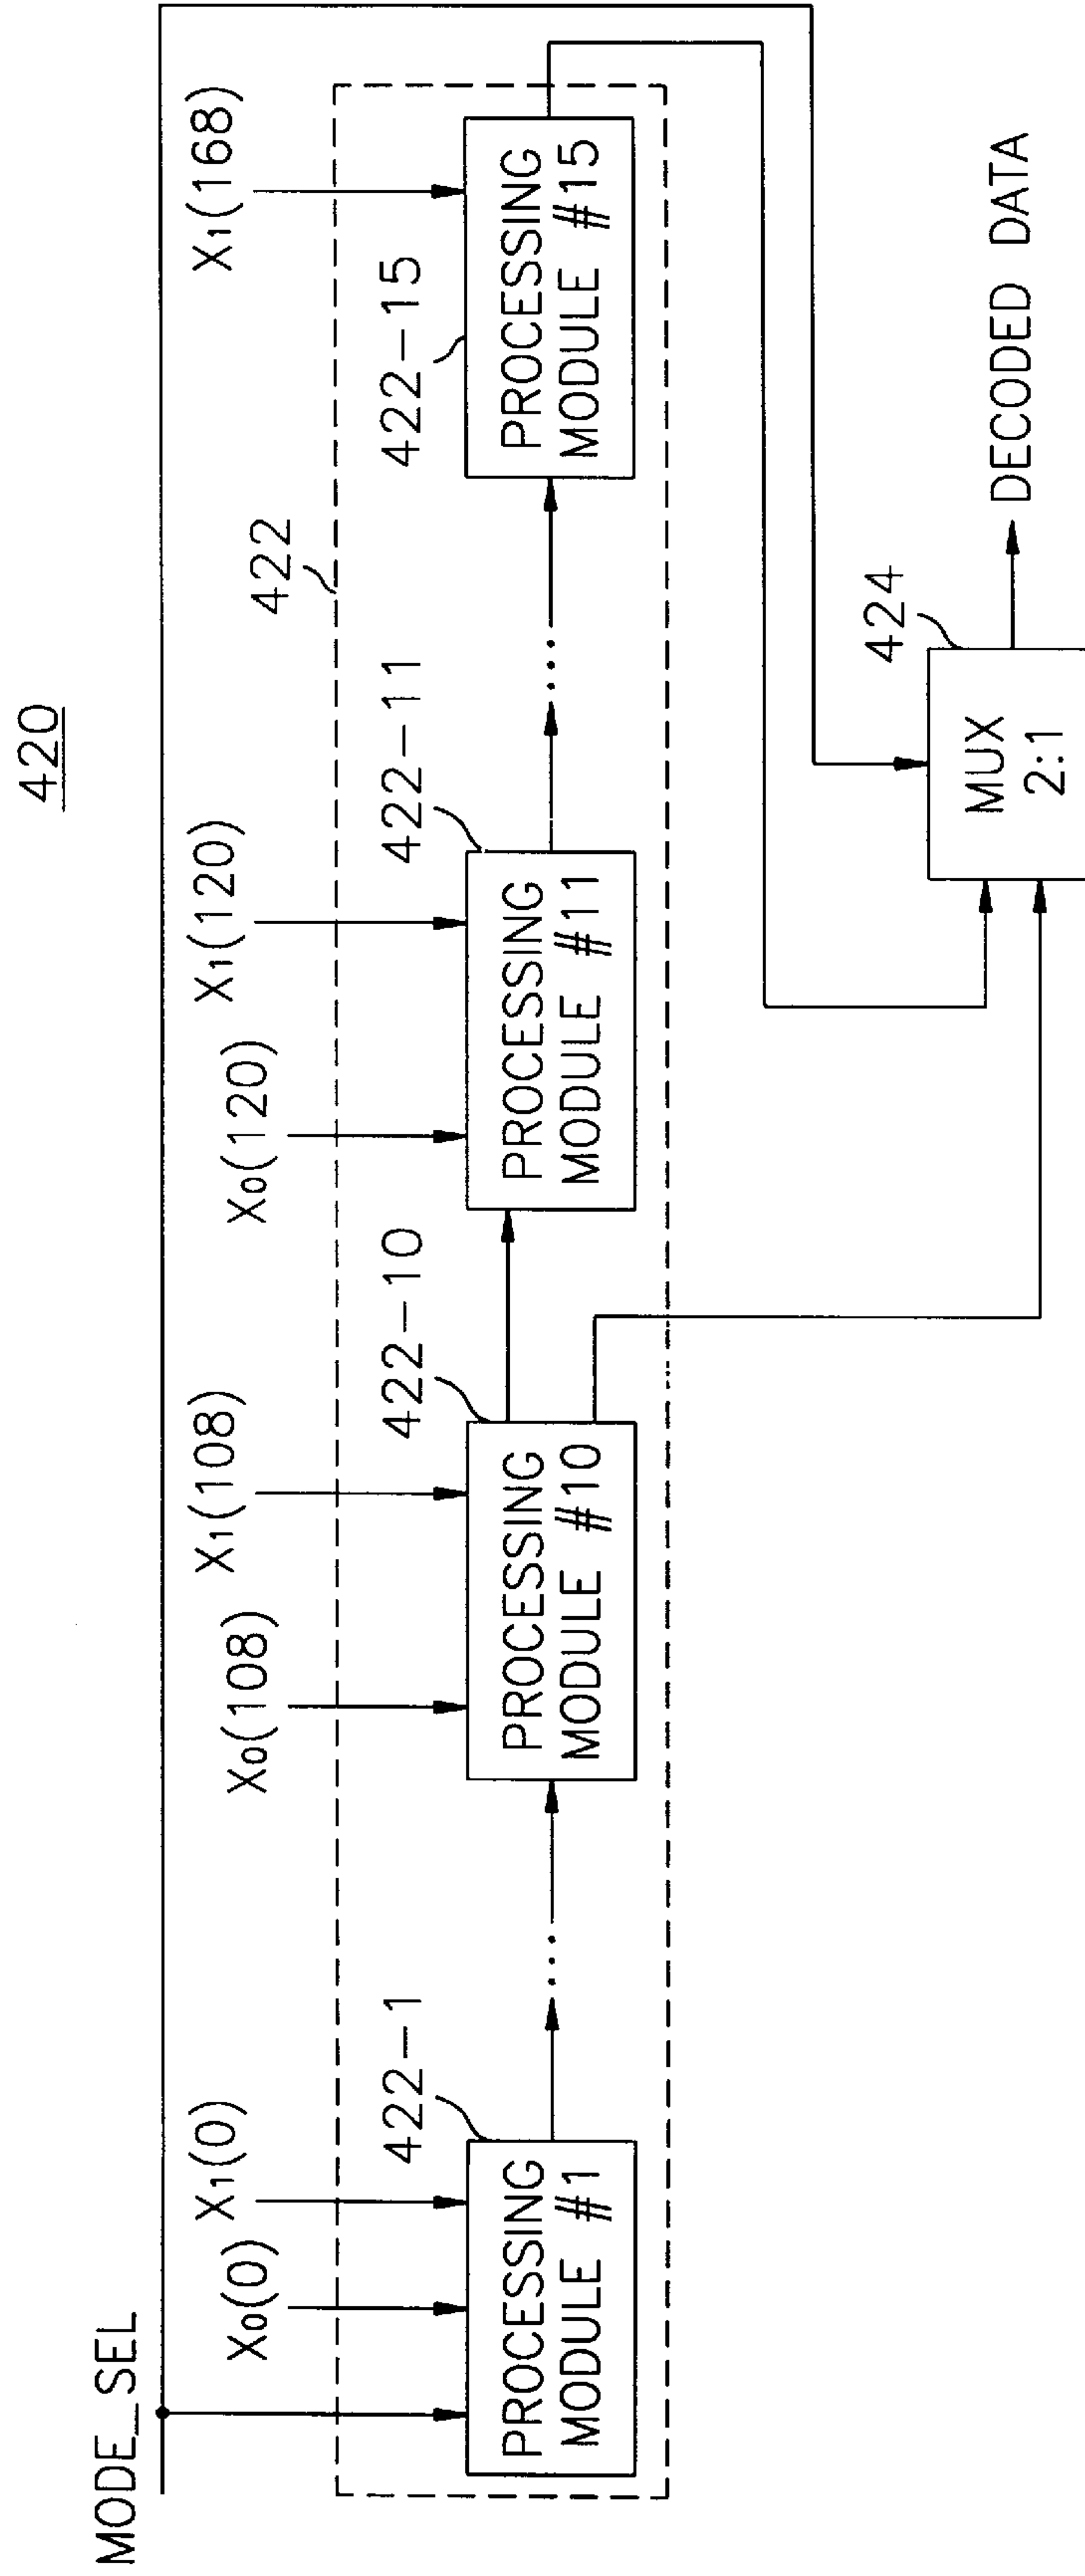 420
MODE_SEL
X₀(0)
X₁(0)
X₀(108)
X₁(108)
X₀(120)
X₁(120)
X₁(168)
422
422-1
422-10
422-11
422-15
PROCESSING
MODULE #1
...
PROCESSING
MODULE #10
PROCESSING
MODULE #11
...
PROCESSING
MODULE #15
424
MUX
2:1
DECODED DATA